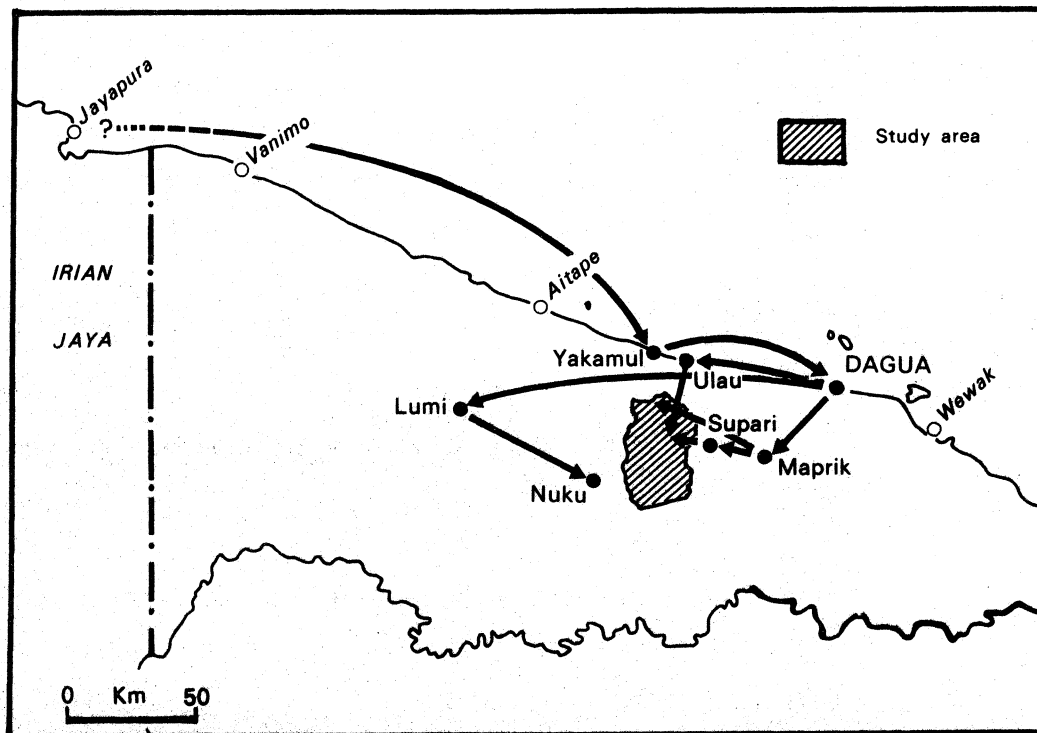 Jayapura
?
Vanimo
Study area
IRIAN
JAYA
Aitape
Yakamul
Ulau
DAGUA
Wewak
Lumi
Supari
Maprik
Nuku
0 Km 50